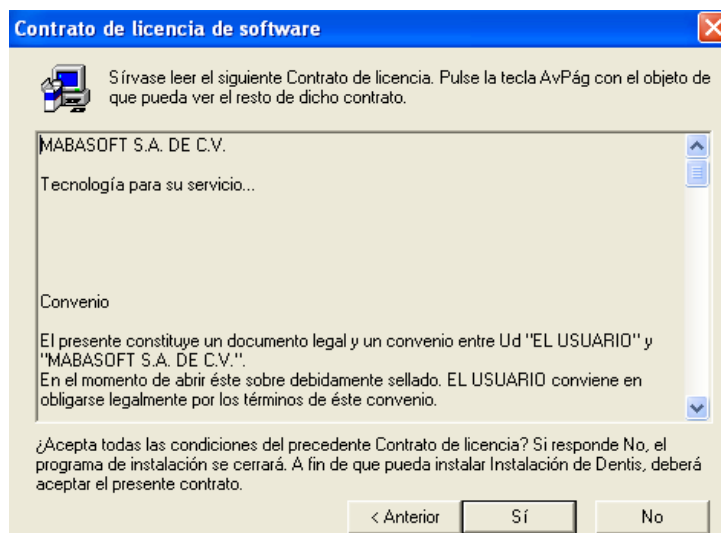 Contrato de licencia de software
Sírvase leer el siguiente Contrato de licencia. Pulse la tecla AvPág con el objeto de
que pueda ver el resto de dicho contrato.
MABASOFT S.A. DE C.V.
Tecnología para su servicio...
Convenio
El presente constituye un documento legal y un convenio entre Ud "EL USUARIO" y
"MABASOFT S.A. DE C.V.".
En el momento de abrir éste sobre debidamente sellado. EL USUARIO conviene en
obligarse legalmente por los términos de éste convenio.
¿Acepta todas las condiciones del precedente Contrato de licencia? Si responde No, el
programa de instalación se cerrará. A fin de que pueda instalar Instalación de Dentis, deberá
aceptar el presente contrato.
< Anterior Sí No